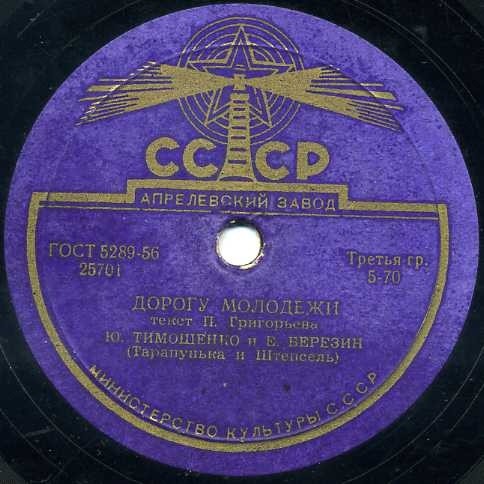 СССР
АПРЕЛЕВСКИЙ ЗАВОД
ГОСТ 5289-56
25701
Третья гр.
5-70
ДОРОГУ МОЛОДЕЖИ
текст П. Григорьева
Ю. ТИМОШЕНКО и Е. БЕРЕЗИН
(Тарапунька и Штепсель)
МИНИСТЕРСТВО КУЛЬТУРЫ СССР